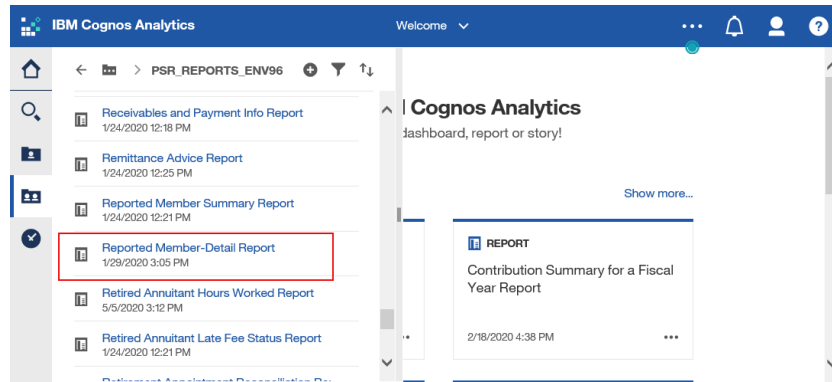 IBM Cognos Analytics
Welcome
?
PSR_REPORTS_ENV96
Receivables and Payment Info Report
1/24/2020 12:18 PM
Remittance Advice Report
1/24/2020 12:25 PM
Reported Member Summary Report
1/24/2020 12:21 PM
Reported Member-Detail Report
1/29/2020 3:05 PM
Retired Annuitant Hours Worked Report
5/5/2020 3:12 PM
Retired Annuitant Late Fee Status Report
1/24/2020 12:21 PM
Cognos Analytics
dashboard, report or story!
Show more...
REPORT
Contribution Summary for a Fiscal
Year Report
2/18/2020 4:38 PM